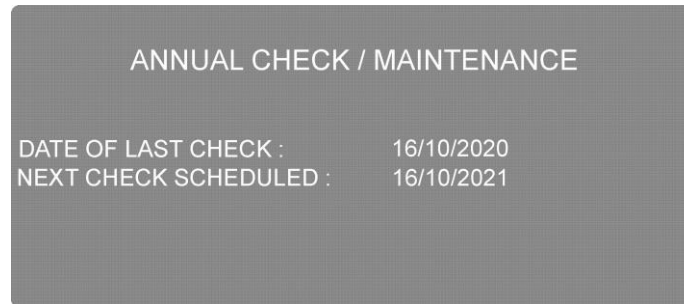 ANNUAL CHECK / MAINTENANCE
DATE OF LAST CHECK : 16/10/2020
NEXT CHECK SCHEDULED : 16/10/2021